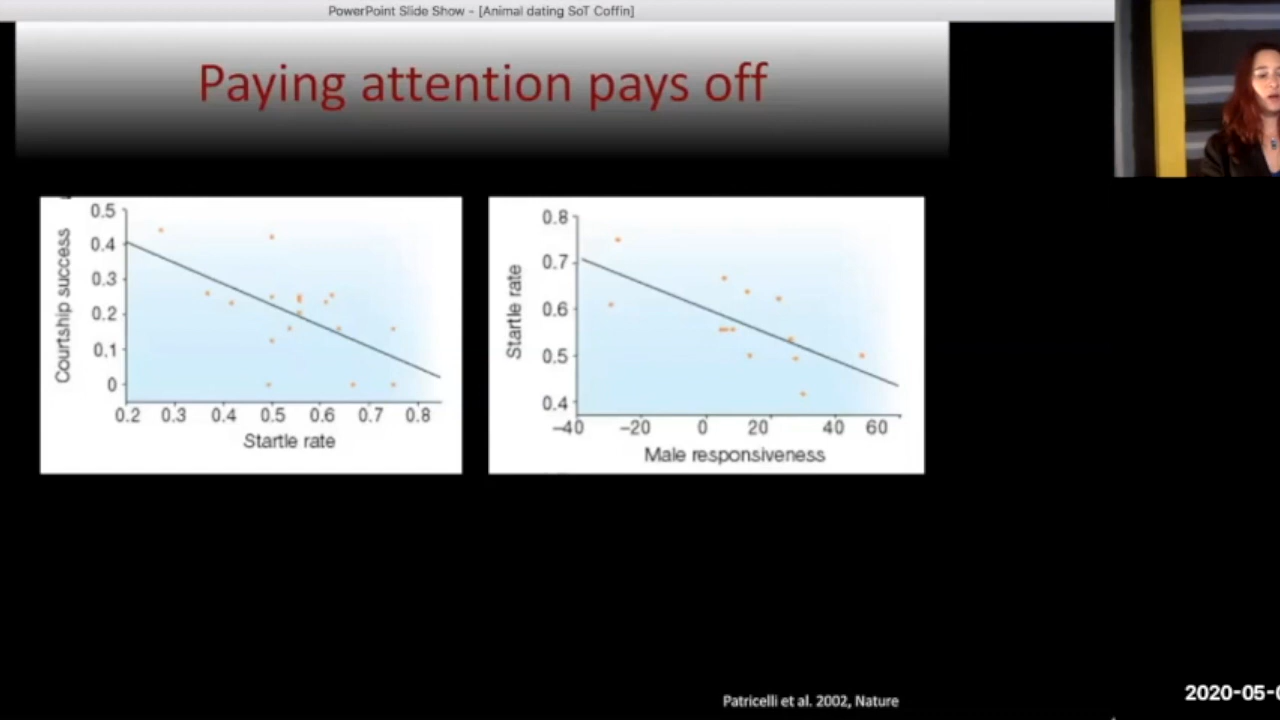 PowerPoint Slide Show - [Animal dating SoT Coffin]
Paying attention pays off
Courtship success
0.5
0.4
0.3
0.2
0.1
0
0.2 0.3 0.4 0.5 0.6 0.7 0.8
Startle rate
Startle rate
0.8
0.7
0.6
0.5
0.4
−40 −20 0 20 40 60
Male responsiveness
Patricelli et al. 2002, Nature
2020-05-0